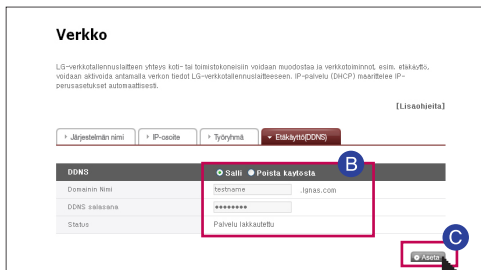 Verkko
LG-verkkotallennuslaitteen yhteys koti- tai toimistokoneisiin voidaan muodostaa ja verkkotoiminnot, esim. etäkäyttö,
voidaan aktivoida antamalla verkon tiedot LG-verkkotallennuslaitteeseen. IP-palvelu (DHCP) määrittelee IP-
perusasetukset automaattisesti.
[Lisäohjeita]
Järjestelmän nimi IP-osoite Työryhmä Etäkäyttö(DDNS)
B
DDNS Salli Poista käytöstä
Domainin Nimi testname .lgnas.com
DDNS salasana ••••••••
Status Palvelu lakkautettu
C
Aseta